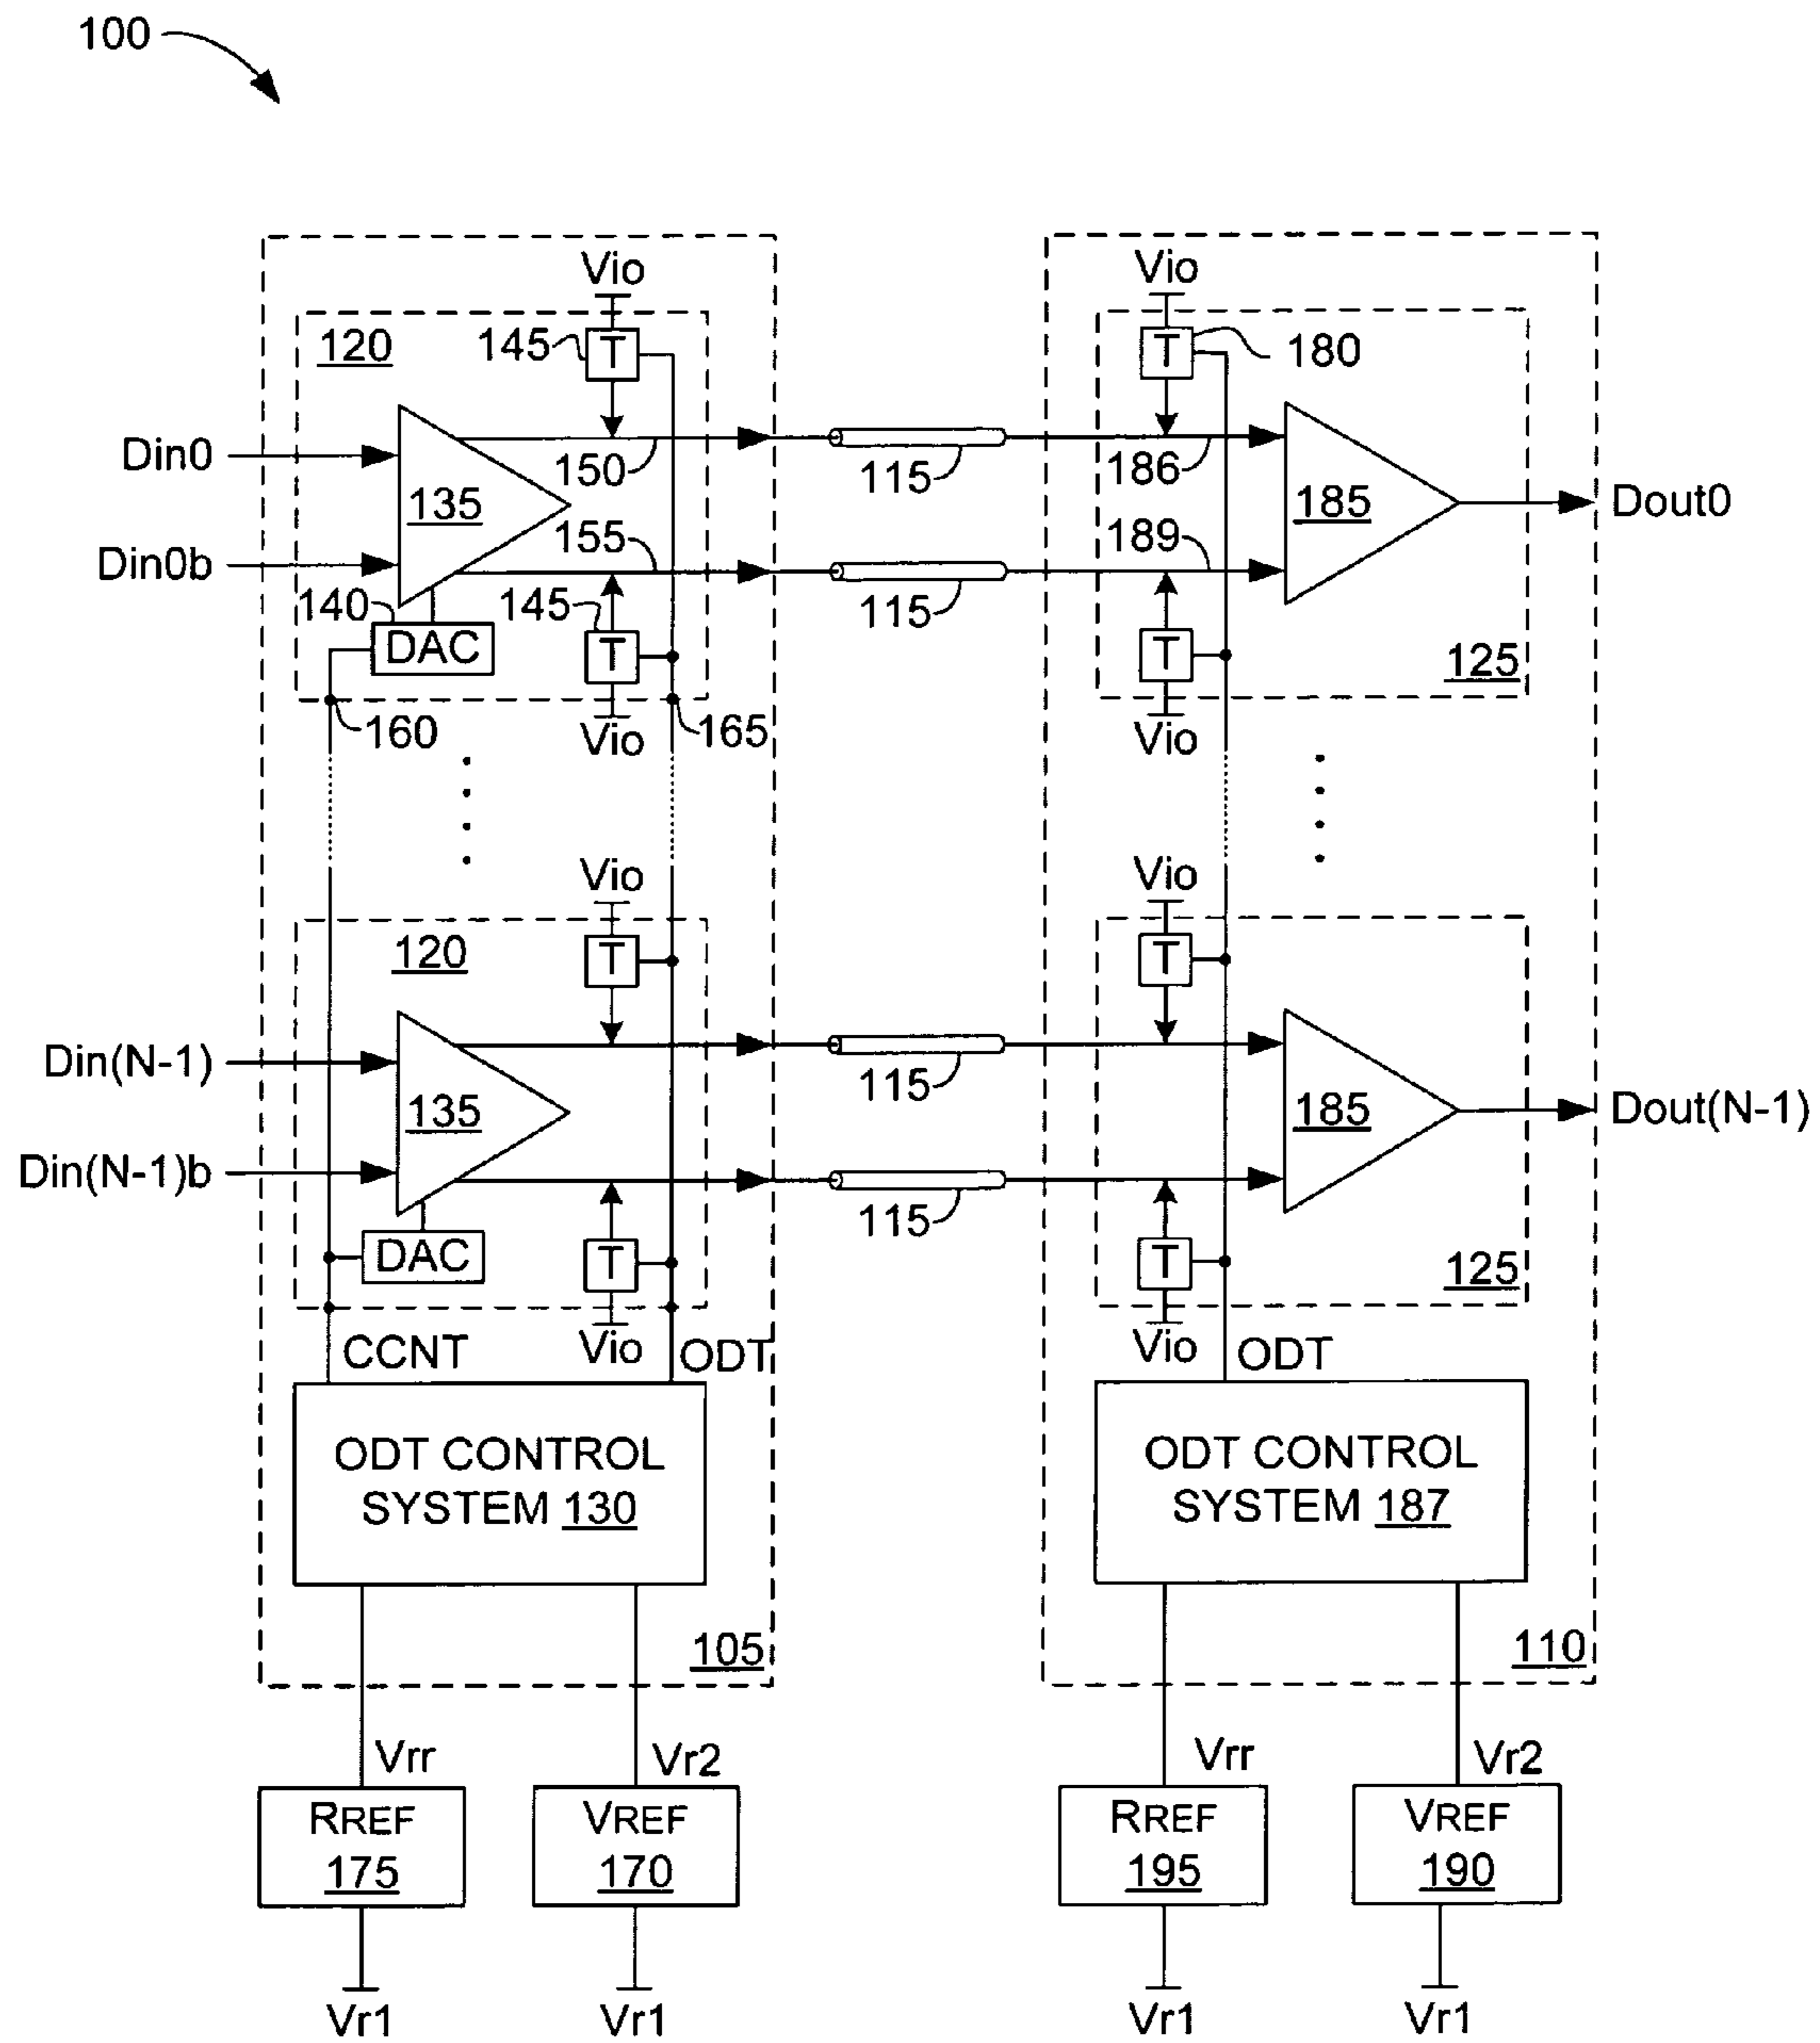 100
Vio
Vio
120
145
T
T
180
Din0
135
150
115
186
185
Dout0
155
189
Din0b
140
145
115
DAC
T
T
125
160
Vio
165
Vio
Vio
Vio
120
T
T
Din(N-1)
135
115
185
Dout(N-1)
Din(N-1)b
115
DAC
T
T
125
CCNT
Vio
ODT
Vio
ODT
ODT CONTROL
SYSTEM 130
ODT CONTROL
SYSTEM 187
105
110
Vrr
Vr2
Vrr
Vr2
RREF
175
VREF
170
RREF
195
VREF
190
Vr1
Vr1
Vr1
Vr1